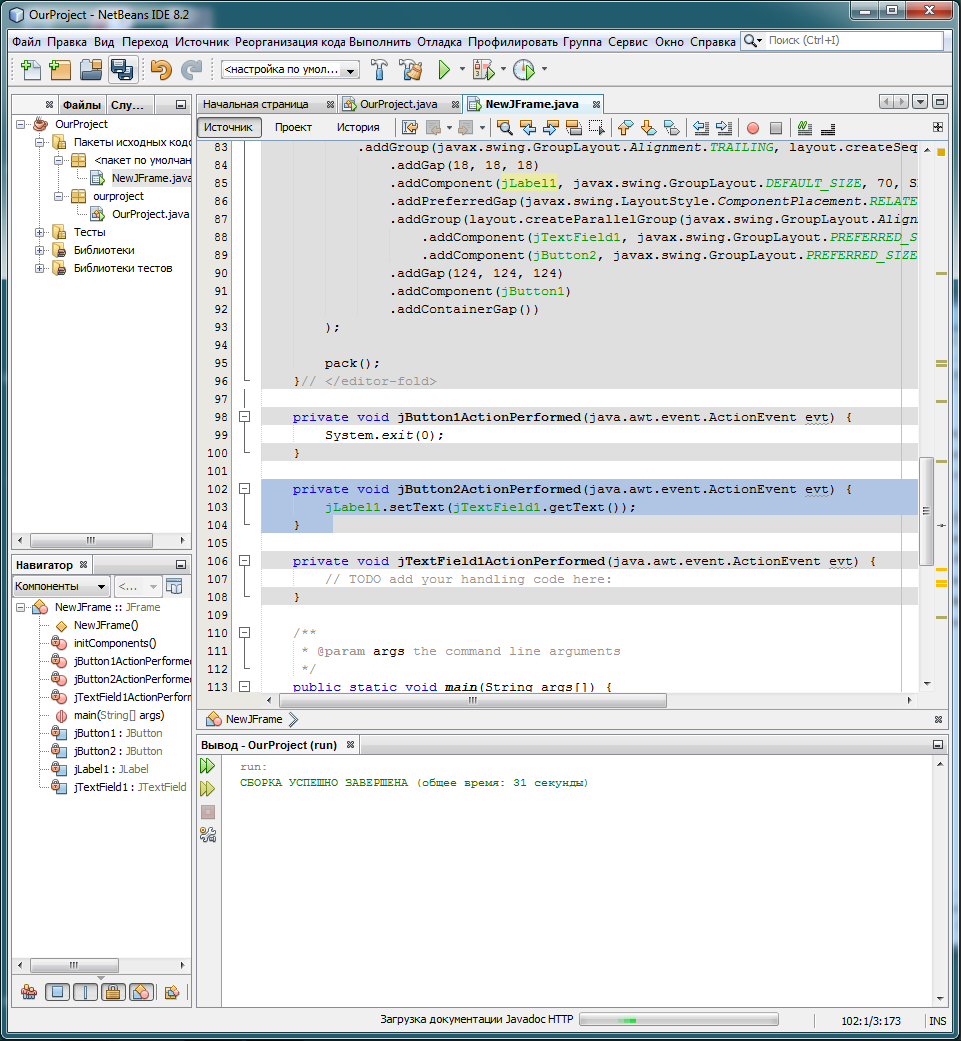 OurProject - NetBeans IDE 8.2
Файл Правка Вид Переход Источник Реорганизация кода Выполнить Отладка Профилировать Группа Сервис Окно Справка Поиск (Ctrl+I)
<настройка по умол...
Файлы Слу...
OurProject
Пакеты исходных кодо
<пакет по умолчан
NewJFrame.java
ourproject
OurProject.java
Тесты
Библиотеки
Библиотеки тестов
Начальная страница OurProject.java NewJFrame.java
Источник Проект История
83 .addGroup(javax.swing.GroupLayout.Alignment.TRAILING, layout.createSeq
84 .addGap(18, 18, 18)
85 .addComponent(jLabel1, javax.swing.GroupLayout.DEFAULT_SIZE, 70, S
86 .addPreferredGap(javax.swing.LayoutStyle.ComponentPlacement.RELATE
87 .addGroup(layout.createParallelGroup(javax.swing.GroupLayout.Align
88 .addComponent(jTextField1, javax.swing.GroupLayout.PREFERRED_S
89 .addComponent(jButton2, javax.swing.GroupLayout.PREFERRED_SIZE
90 .addGap(124, 124, 124)
91 .addComponent(jButton1)
92 .addContainerGap())
93 );
94
95 pack();
96 }// </editor-fold>
97
98 private void jButton1ActionPerformed(java.awt.event.ActionEvent evt) {
99 System.exit(0);
100 }
101
102 private void jButton2ActionPerformed(java.awt.event.ActionEvent evt) {
103 jLabel1.setText(jTextField1.getText());
104 }
105
106 private void jTextField1ActionPerformed(java.awt.event.ActionEvent evt) {
107 // TODO add your handling code here:
108 }
109
110 /**
111 * @param args the command line arguments
112 */
113 public static void main(String args[]) {
NewJFrame
Навигатор
Компоненты <...
NewJFrame :: JFrame
NewJFrame()
initComponents()
jButton1ActionPerformed
jButton2ActionPerformed
jTextField1ActionPerforn
main(String[] args)
jButton1 : JButton
jButton2 : JButton
jLabel1 : JLabel
jTextField1 : JTextField
Вывод - OurProject (run)
run:
СБОРКА УСПЕШНО ЗАВЕРШЕНА (общее время: 31 секунды)
Загрузка документации Javadoc HTTP 102:1/3:173 INS